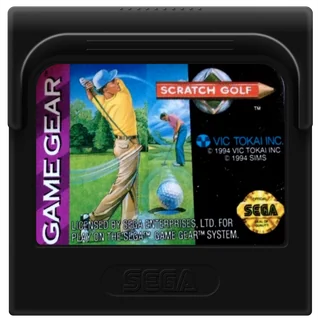 GAME GEAR
SCRATCH GOLF
™
VIC TOKAI INC.
© 1994 VIC TOKAI INC
© 1994 SIMS
SEGA
LICENSED BY SEGA ENTERPRISES, LTD. FOR
PLAY ON THE SEGA™ GAME GEAR™ SYSTEM.
SEGA